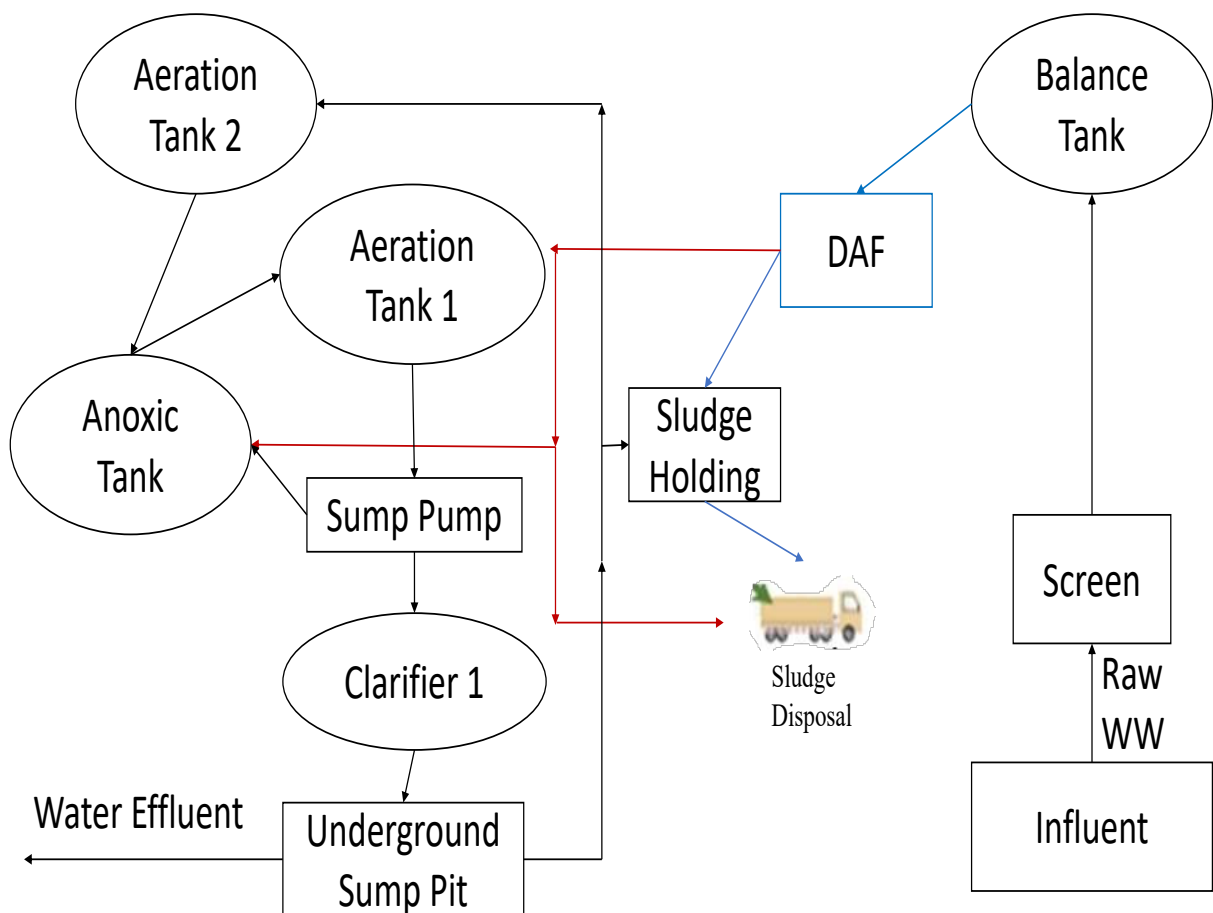 Aeration
Tank 2
Balance
Tank
Aeration
Tank 1
DAF
Anoxic
Tank
Sludge
Holding
Sump Pump
Screen
Clarifier 1
Sludge
Disposal
Raw
WW
Water Effluent
Underground
Sump Pit
Influent